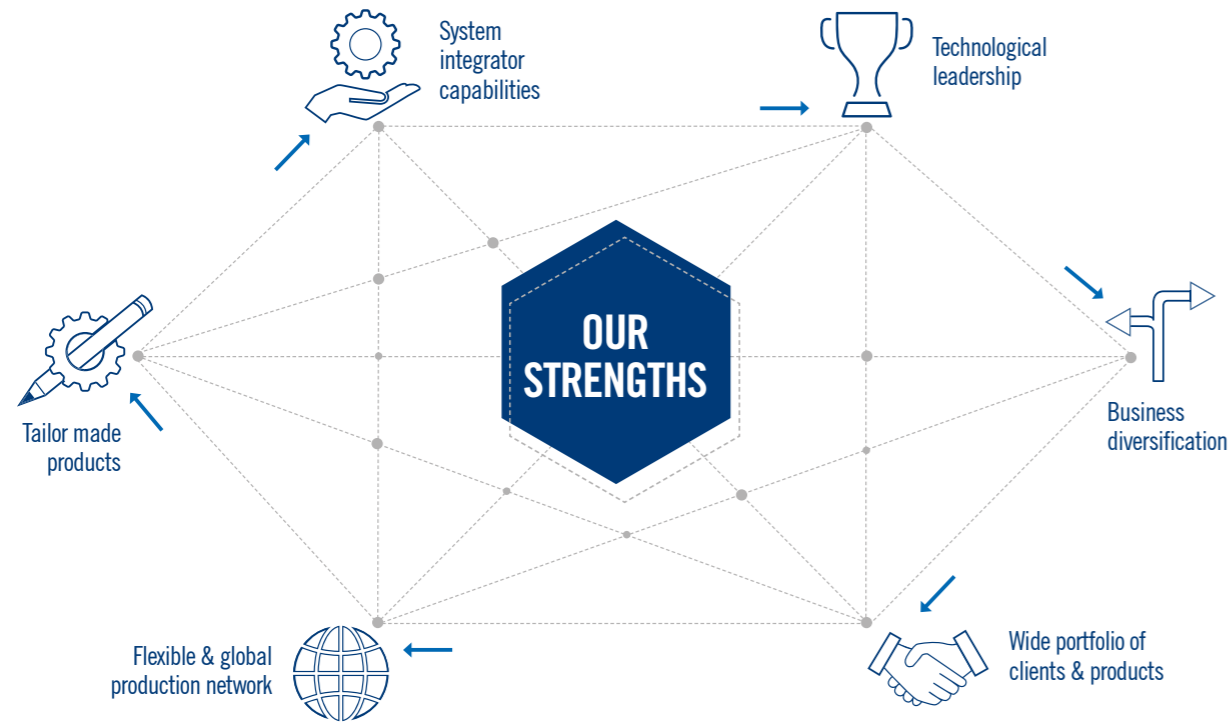 System
integrator
capabilities
Technological
leadership
OUR
STRENGTHS
Tailor made
products
Business
diversification
Flexible & global
production network
Wide portfolio of
clients & products